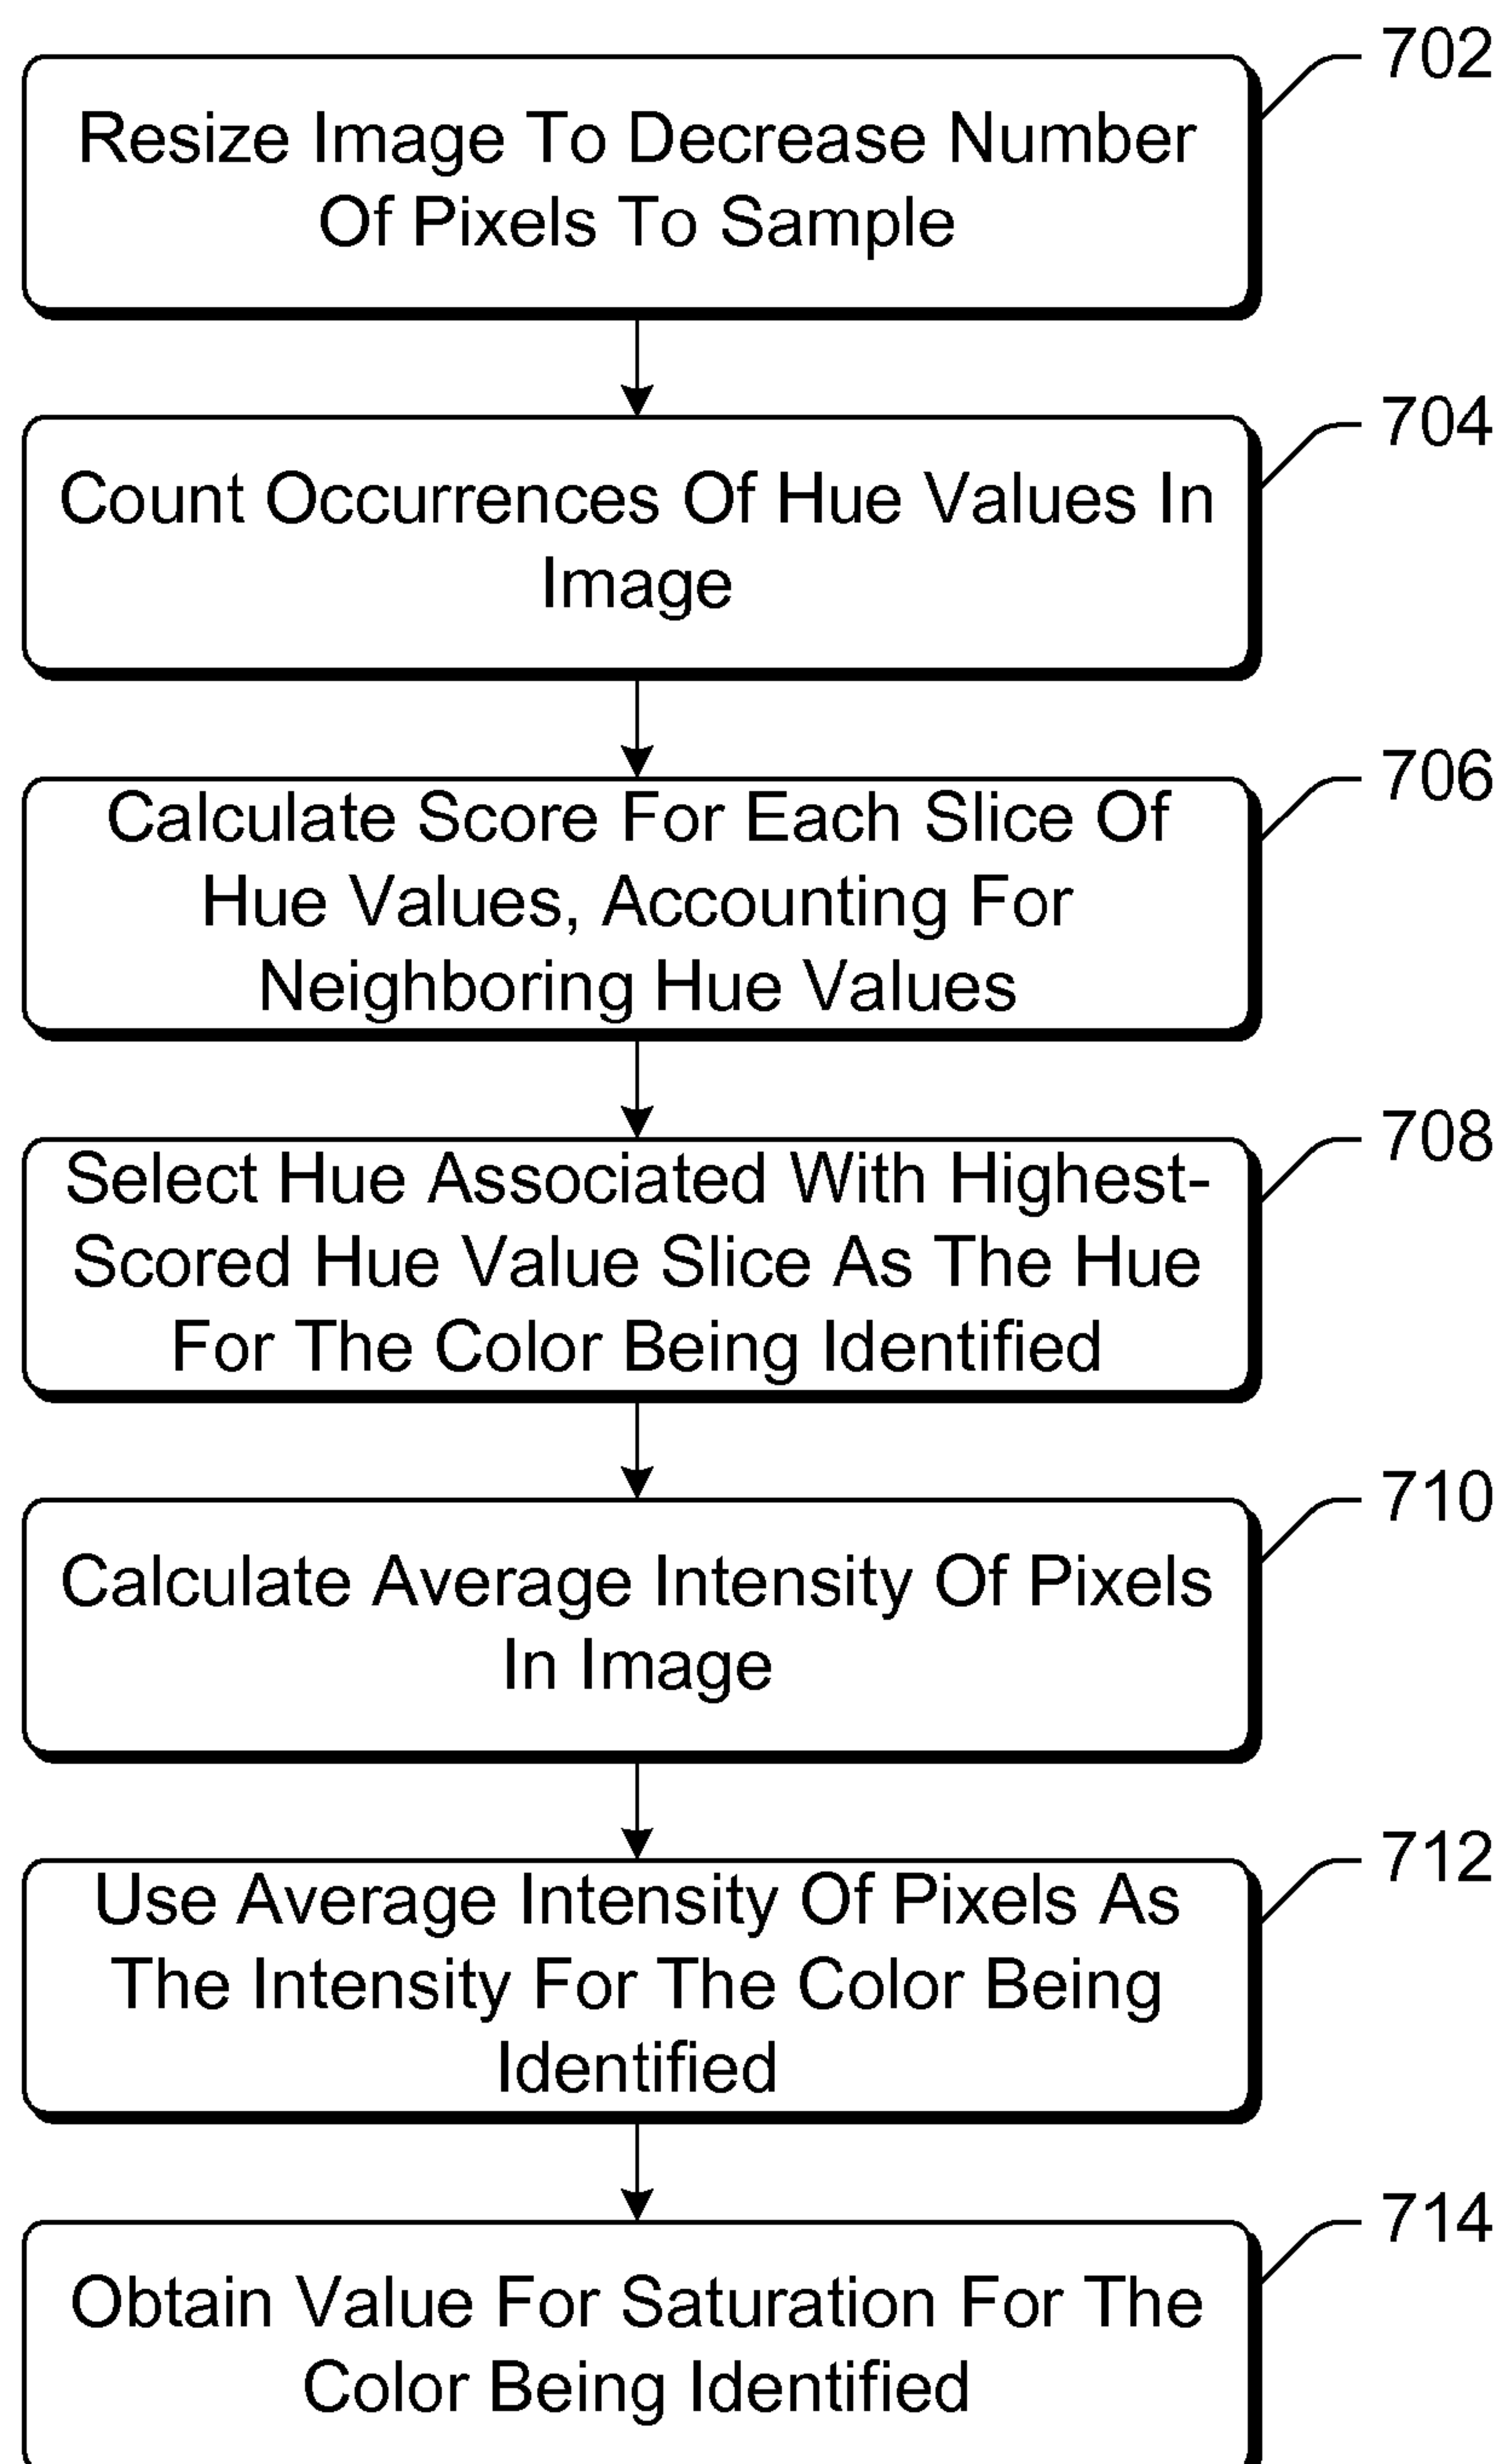 702
Resize Image To Decrease Number
Of Pixels To Sample
704
Count Occurrences Of Hue Values In
Image
706
Calculate Score For Each Slice Of
Hue Values, Accounting For
Neighboring Hue Values
708
Select Hue Associated With Highest-
Scored Hue Value Slice As The Hue
For The Color Being Identified
710
Calculate Average Intensity Of Pixels
In Image
712
Use Average Intensity Of Pixels As
The Intensity For The Color Being
Identified
714
Obtain Value For Saturation For The
Color Being Identified